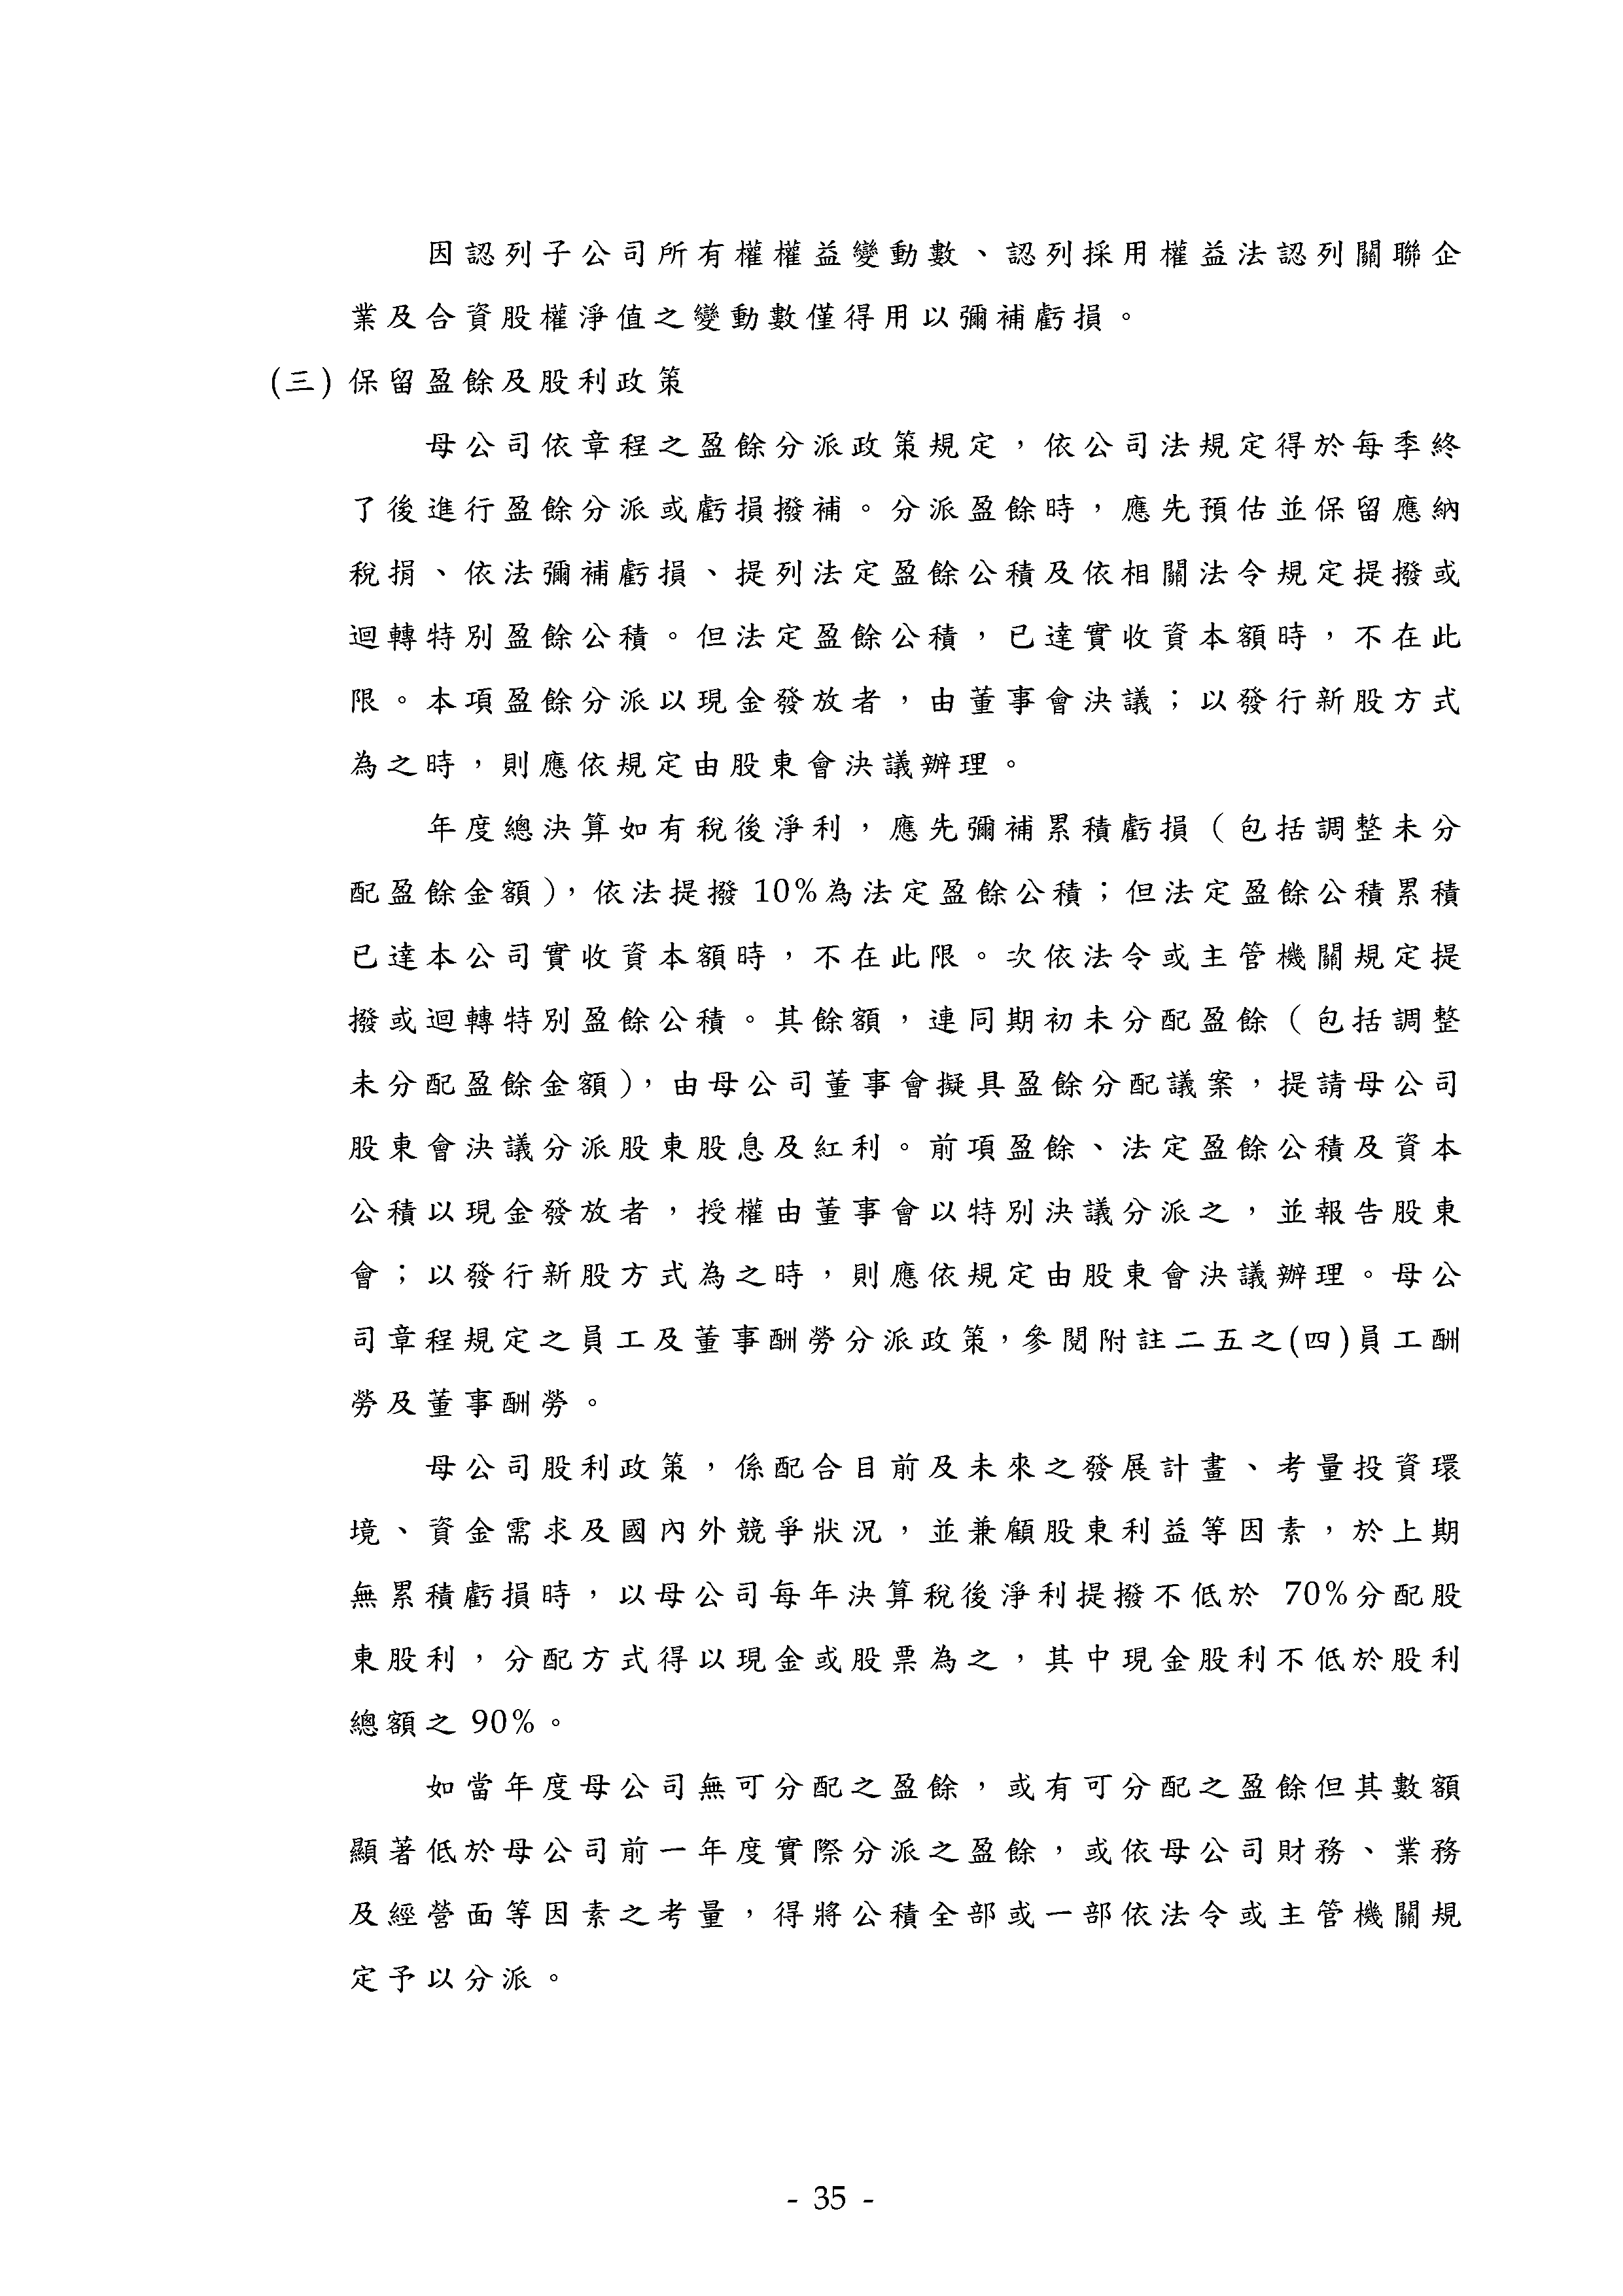 因認列子公司所有權權益變動數、認列採用權益法認列關聯企
業及合資股權淨值之變動數僅得用以彌補虧損。
(三) 保留盈餘及股利政策
母公司依章程之盈餘分派政策規定，依公司法規定得於每季終
了後進行盈餘分派或虧損撥補。分派盈餘時，應先預估並保留應納
稅捐、依法彌補虧損、提列法定盈餘公積及依相關法令規定提撥或
迴轉特別盈餘公積。但法定盈餘公積，已達實收資本額時，不在此
限。本項盈餘分派以現金發放者，由董事會決議；以發行新股方式
為之時，則應依規定由股東會決議辦理。
年度總決算如有稅後淨利，應先彌補累積虧損（包括調整未分
配盈餘金額），依法提撥 10%為法定盈餘公積；但法定盈餘公積累積
已達本公司實收資本額時，不在此限。次依法令或主管機關規定提
撥或迴轉特別盈餘公積。其餘額，連同期初未分配盈餘（包括調整
未分配盈餘金額），由母公司董事會擬具盈餘分配議案，提請母公司
股東會決議分派股東股息及紅利。前項盈餘、法定盈餘公積及資本
公積以現金發放者，授權由董事會以特別決議分派之，並報告股東
會；以發行新股方式為之時，則應依規定由股東會決議辦理。母公
司章程規定之員工及董事酬勞分派政策，參閱附註二五之(四)員工酬
勞及董事酬勞。
母公司股利政策，係配合目前及未來之發展計畫、考量投資環
境、資金需求及國內外競爭狀況，並兼顧股東利益等因素，於上期
無累積虧損時，以母公司每年決算稅後淨利提撥不低於 70%分配股
東股利，分配方式得以現金或股票為之，其中現金股利不低於股利
總額之 90%。
如當年度母公司無可分配之盈餘，或有可分配之盈餘但其數額
顯著低於母公司前一年度實際分派之盈餘，或依母公司財務、業務
及經營面等因素之考量，得將公積全部或一部依法令或主管機關規
定予以分派。
- 35 -